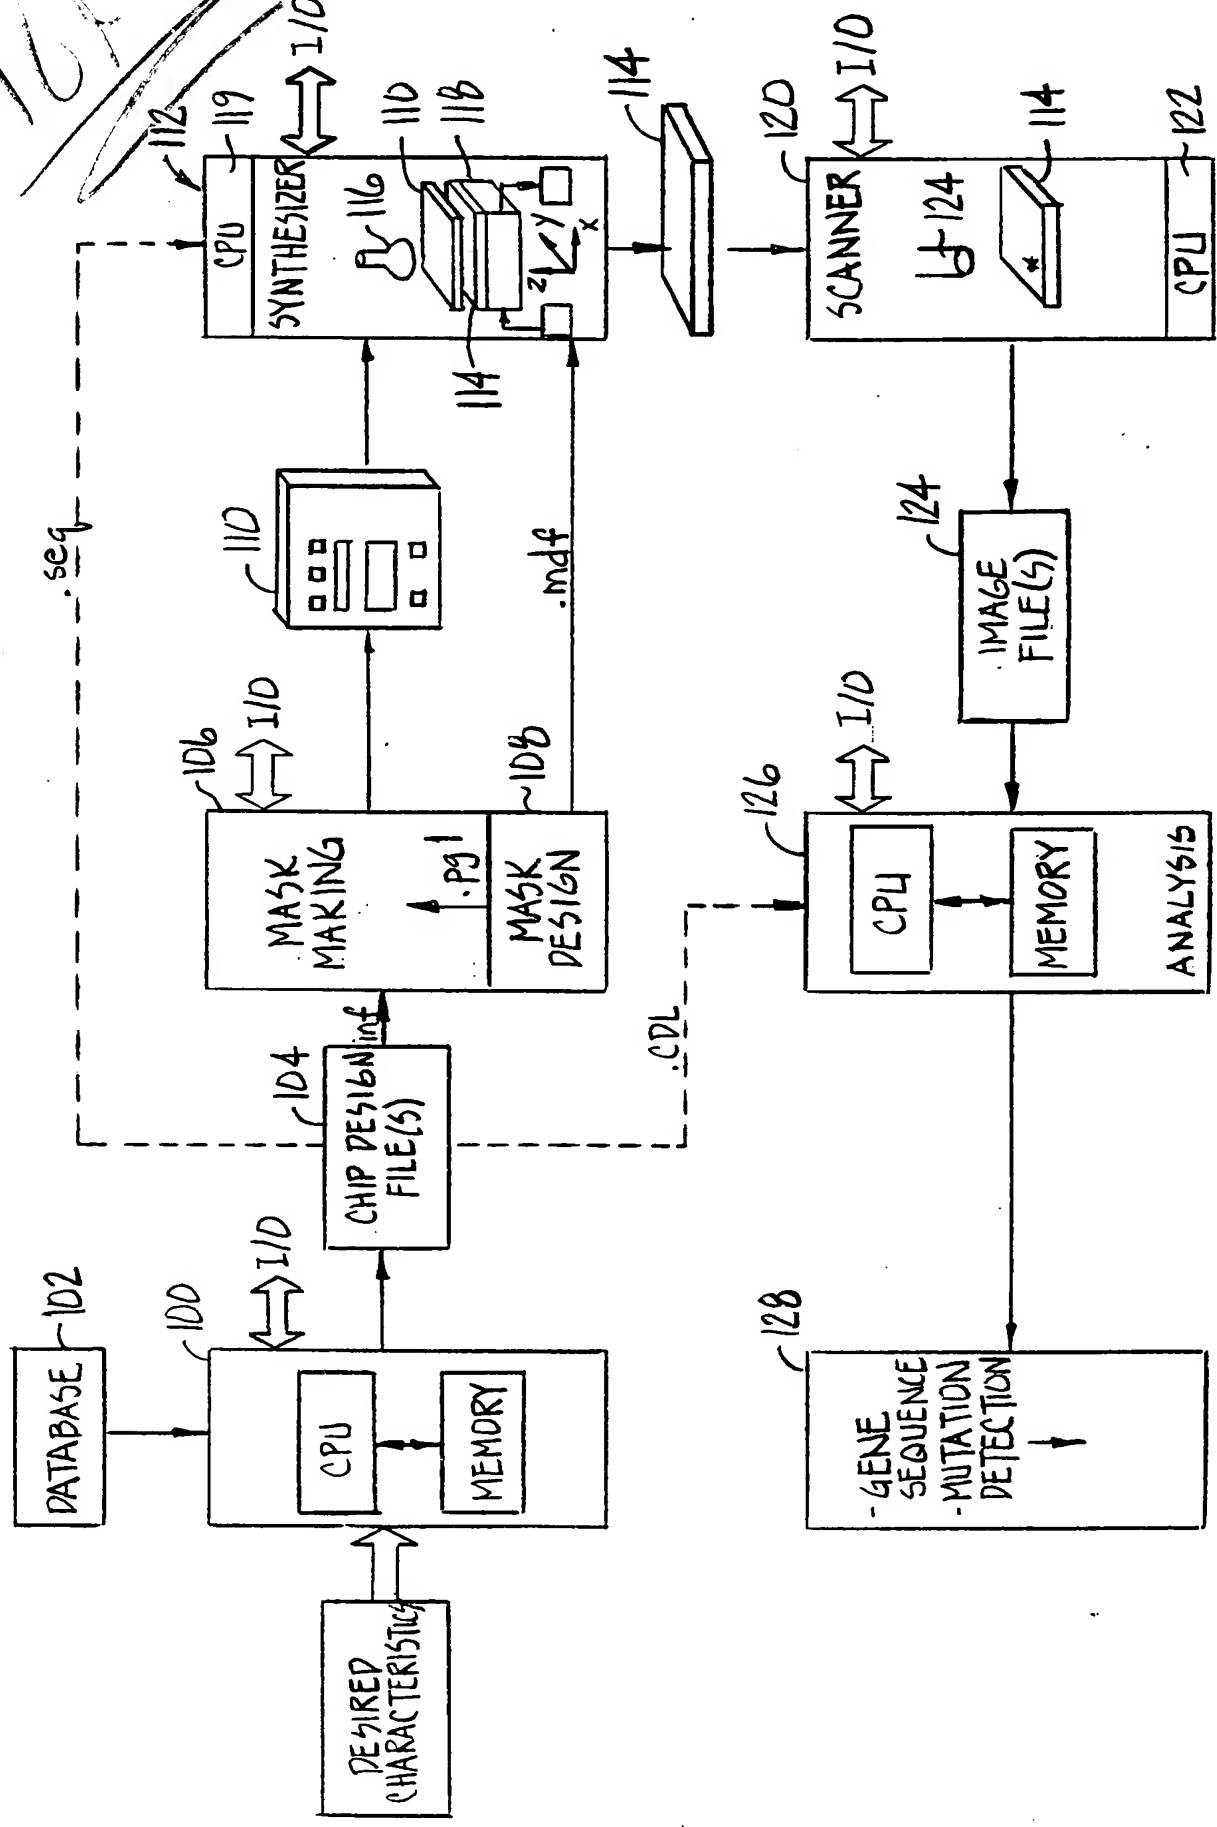 DATABASE
102
100
I/O
CPU
MEMORY
DESIRED
CHARACTERISTICS
104
CHIP DESIGN
FILE(S)
inf
.seq
.CDL
106
I/O
MASK
MAKING
.pg1
MASK
DESIGN
108
110
.mdf
112
119
CPU
I/O
SYNTHESIZER
116
110
118
114
Z
Y
X
114
120
I/O
SCANNER
124
114
CPU
122
124
IMAGE
FILE(S)
126
I/O
CPU
MEMORY
ANALYSIS
128
- GENE
SEQUENCE
- MUTATION
DETECTION